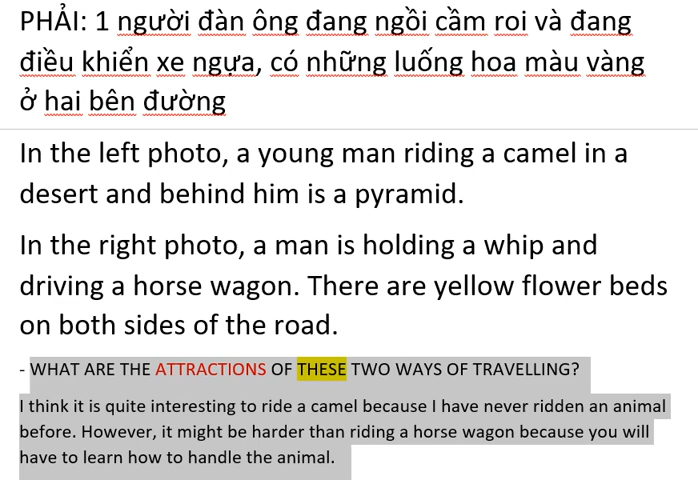 PHẢI: 1 người đàn ông đang ngồi cầm roi và đang
điều khiển xe ngựa, có những luống hoa màu vàng
ở hai bên đường
In the left photo, a young man riding a camel in a
desert and behind him is a pyramid.
In the right photo, a man is holding a whip and
driving a horse wagon. There are yellow flower beds
on both sides of the road.
- WHAT ARE THE ATTRACTIONS OF THESE TWO WAYS OF TRAVELLING?
I think it is quite interesting to ride a camel because I have never ridden an animal
before. However, it might be harder than riding a horse wagon because you will
have to learn how to handle the animal.